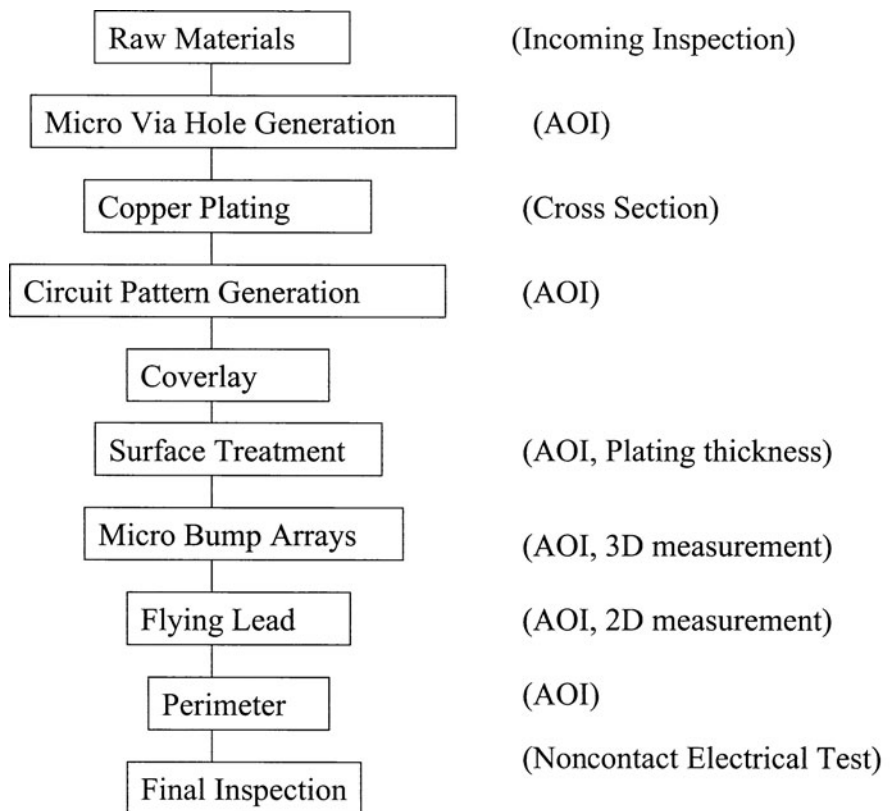 Raw Materials (Incoming Inspection)
Micro Via Hole Generation (AOI)
Copper Plating (Cross Section)
Circuit Pattern Generation (AOI)
Coverlay
Surface Treatment (AOI, Plating thickness)
Micro Bump Arrays (AOI, 3D measurement)
Flying Lead (AOI, 2D measurement)
Perimeter (AOI)
(Noncontact Electrical Test)
Final Inspection